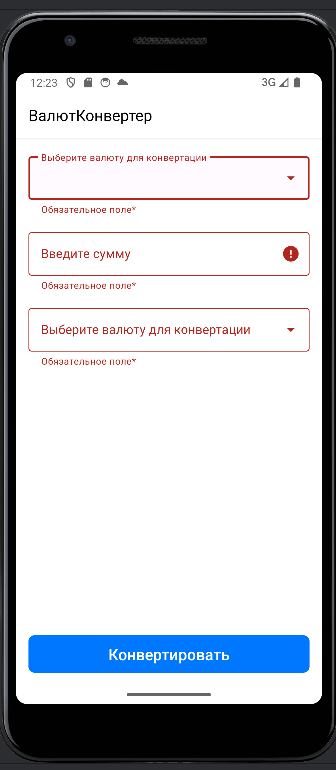 12:23 3G
ВалютКонвертер
Выберите валюту для конвертации
Обязательное поле*
Введите сумму
Обязательное поле*
Выберите валюту для конвертации
Обязательное поле*
Конвертировать